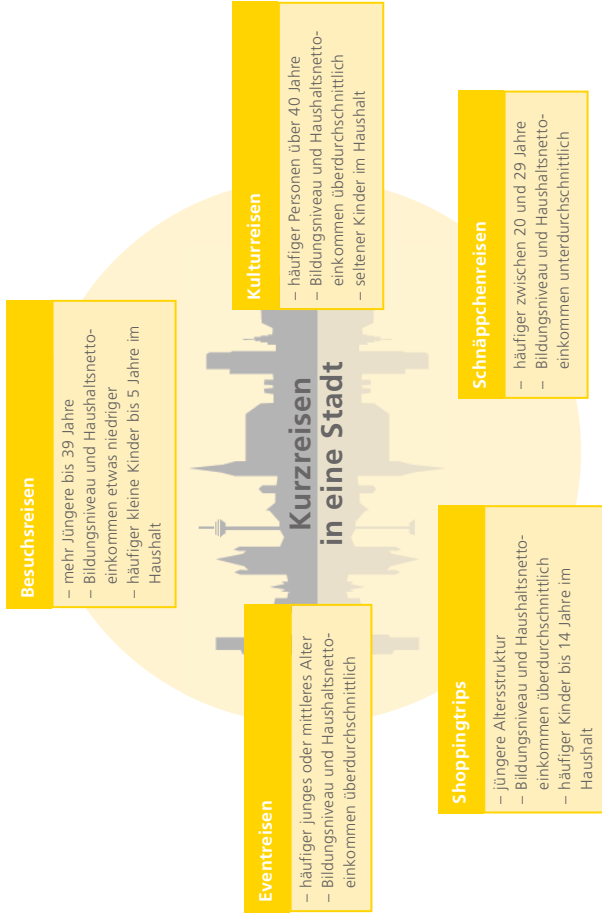 Besuchsreisen
– mehr Jüngere bis 39 Jahre
– Bildungsniveau und Haushaltsnetto-
einkommen etwas niedriger
– häufiger kleine Kinder bis 5 Jahre im
Haushalt
Eventreisen
– häufiger junges oder mittleres Alter
– Bildungsniveau und Haushaltsnetto-
einkommen überdurchschnittlich
Kurzreisen
in eine Stadt
Kulturreisen
– häufiger Personen über 40 Jahre
– Bildungsniveau und Haushaltsnetto-
einkommen überdurchschnittlich
– seltener Kinder im Haushalt
Shoppingtrips
– jüngere Altersstruktur
– Bildungsniveau und Haushaltsnetto-
einkommen überdurchschnittlich
– häufiger Kinder bis 14 Jahre im
Haushalt
Schnäppchenreisen
– häufiger zwischen 20 und 29 Jahre
– Bildungsniveau und Haushaltsnetto-
einkommen unterdurchschnittlich